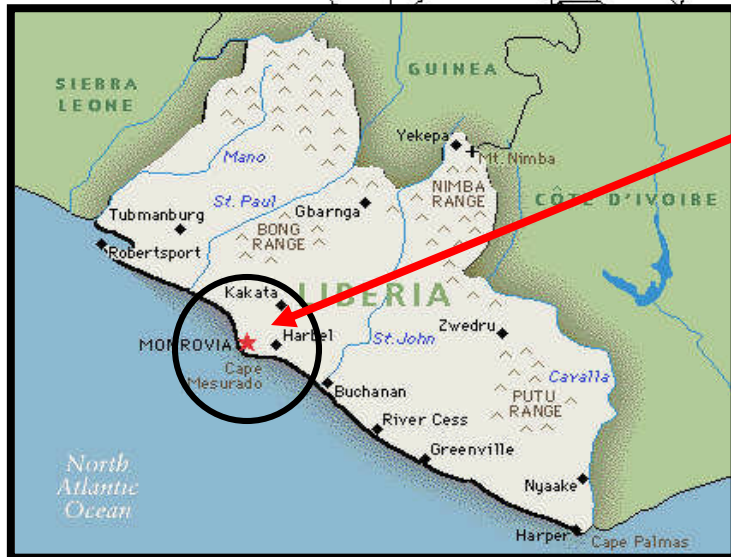 SIERRA
LEONE
GUINEA
Yekepa
Mt. Nimba
Mano
NIMBA
RANGE
CÔTE D'IVOIRE
St. Paul
Gbarnga
Tubmanburg
BONG
RANGE
Robertsport
Kakata
LIBERIA
Zwedru
St. John
Harbel
MONROVIA
Cape
Mesurado
Cavalla
Buchanan
PUTU
RANGE
River Cess
Greenville
North
Atlantic
Ocean
Nyaake
Harper
Cape Palmas